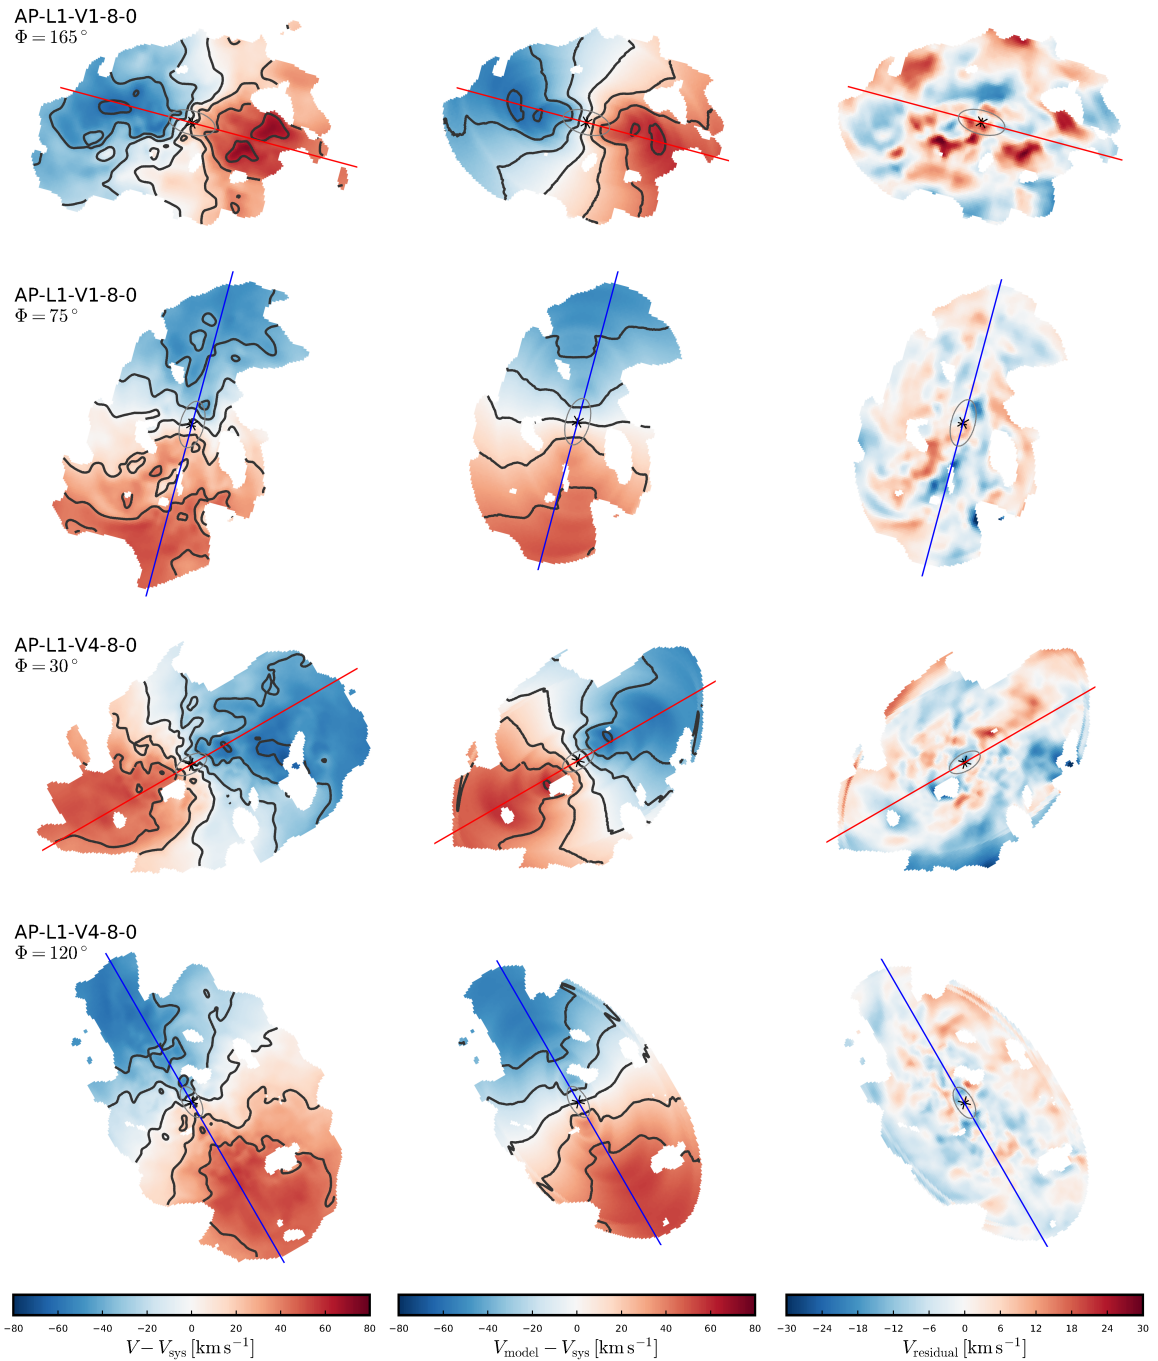 AP-L1-V1-8-0
Φ = 165°
AP-L1-V1-8-0
Φ = 75°
AP-L1-V4-8-0
Φ = 30°
AP-L1-V4-8-0
Φ = 120°
−80 −60 −40 −20 0 20 40 60 80
V − Vsys [km s−1]
−80 −60 −40 −20 0 20 40 60 80
Vmodel − Vsys [km s−1]
−30 −24 −18 −12 −6 0 6 12 18 24 30
Vresidual [km s−1]